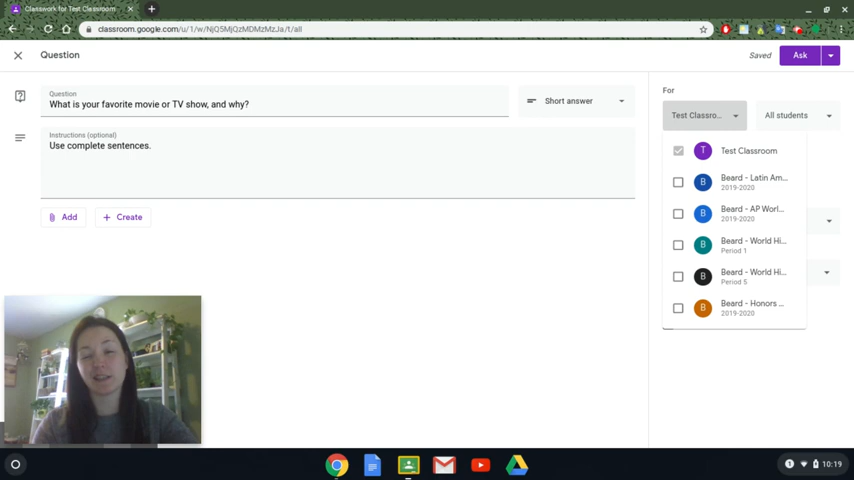 Classwork for Test Classroom
classroom.google.com/u/1/w/NjQ5MjQzMDMzMzJa/t/all
Question
Saved
Ask
Question
What is your favorite movie or TV show, and why?
Short answer
Instructions (optional)
Use complete sentences.
Add
Create
For
Test Classro...
All students
T
Test Classroom
B
Beard - Latin Am...
2019-2020
B
Beard - AP Worl...
2019-2020
B
Beard - World Hi...
Period 1
B
Beard - World Hi...
Period 5
B
Beard - Honors ...
2019-2020
1
10:19